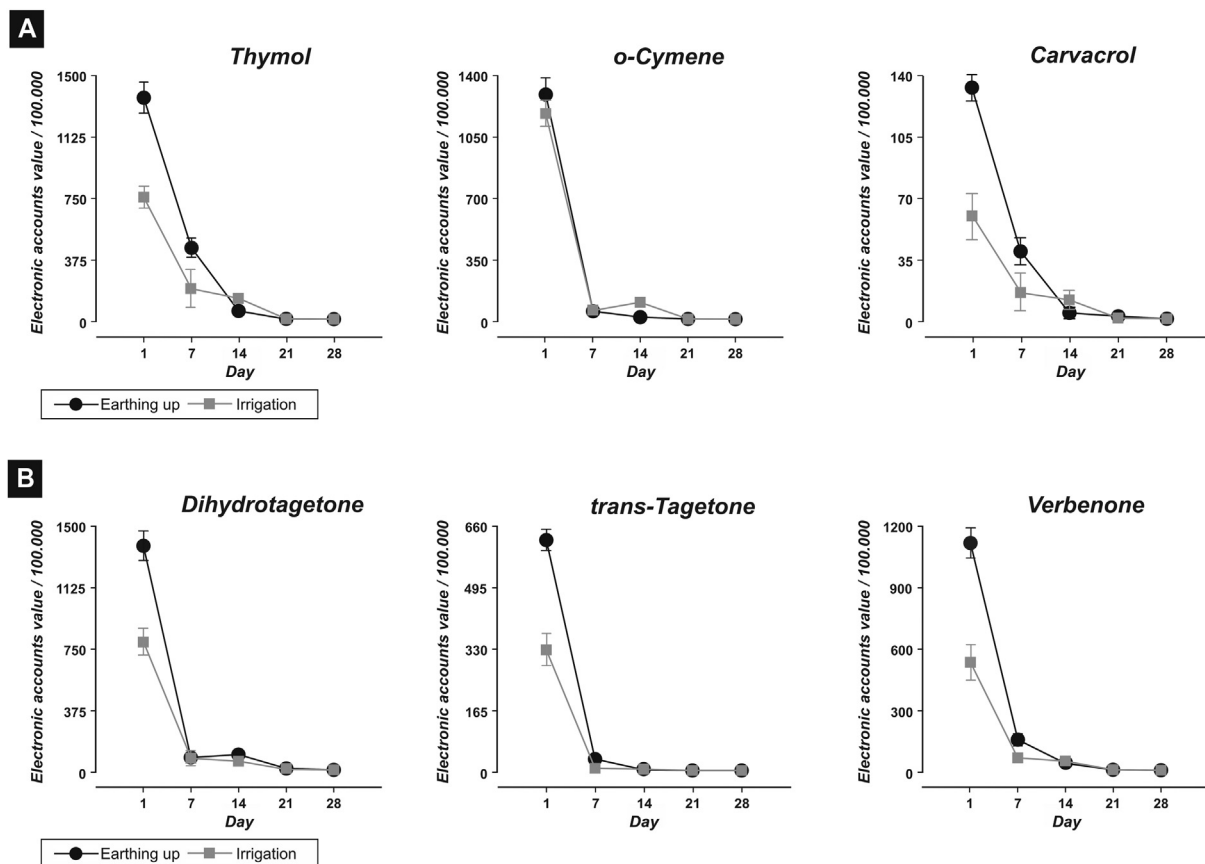 A
Thymol
Electronic accounts value / 100.000
1500
1125
750
375
0
1 7 14 21 28
Day
o-Cymene
Electronic accounts value / 100.000
1400
1050
700
350
0
1 7 14 21 28
Day
Carvacrol
Electronic accounts value / 100.000
140
105
70
35
0
1 7 14 21 28
Day
Earthing up Irrigation
B
Dihydrotagetone
Electronic accounts value / 100.000
1500
1125
750
375
0
1 7 14 21 28
Day
trans-Tagetone
Electronic accounts value / 100.000
660
495
330
165
0
1 7 14 21 28
Day
Verbenone
Electronic accounts value / 100.000
1200
900
600
300
0
1 7 14 21 28
Day
Earthing up Irrigation